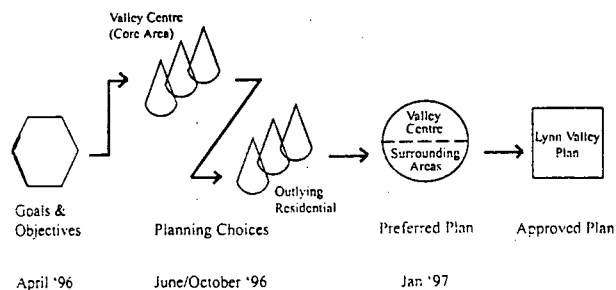 Valley Centre
(Core Area)
Outlying
Residential
Valley
Centre
Surrounding
Areas
Lynn Valley
Plan
Goals &
Objectives
Planning Choices
Preferred Plan
Approved Plan
April '96
June/October '96
Jan '97